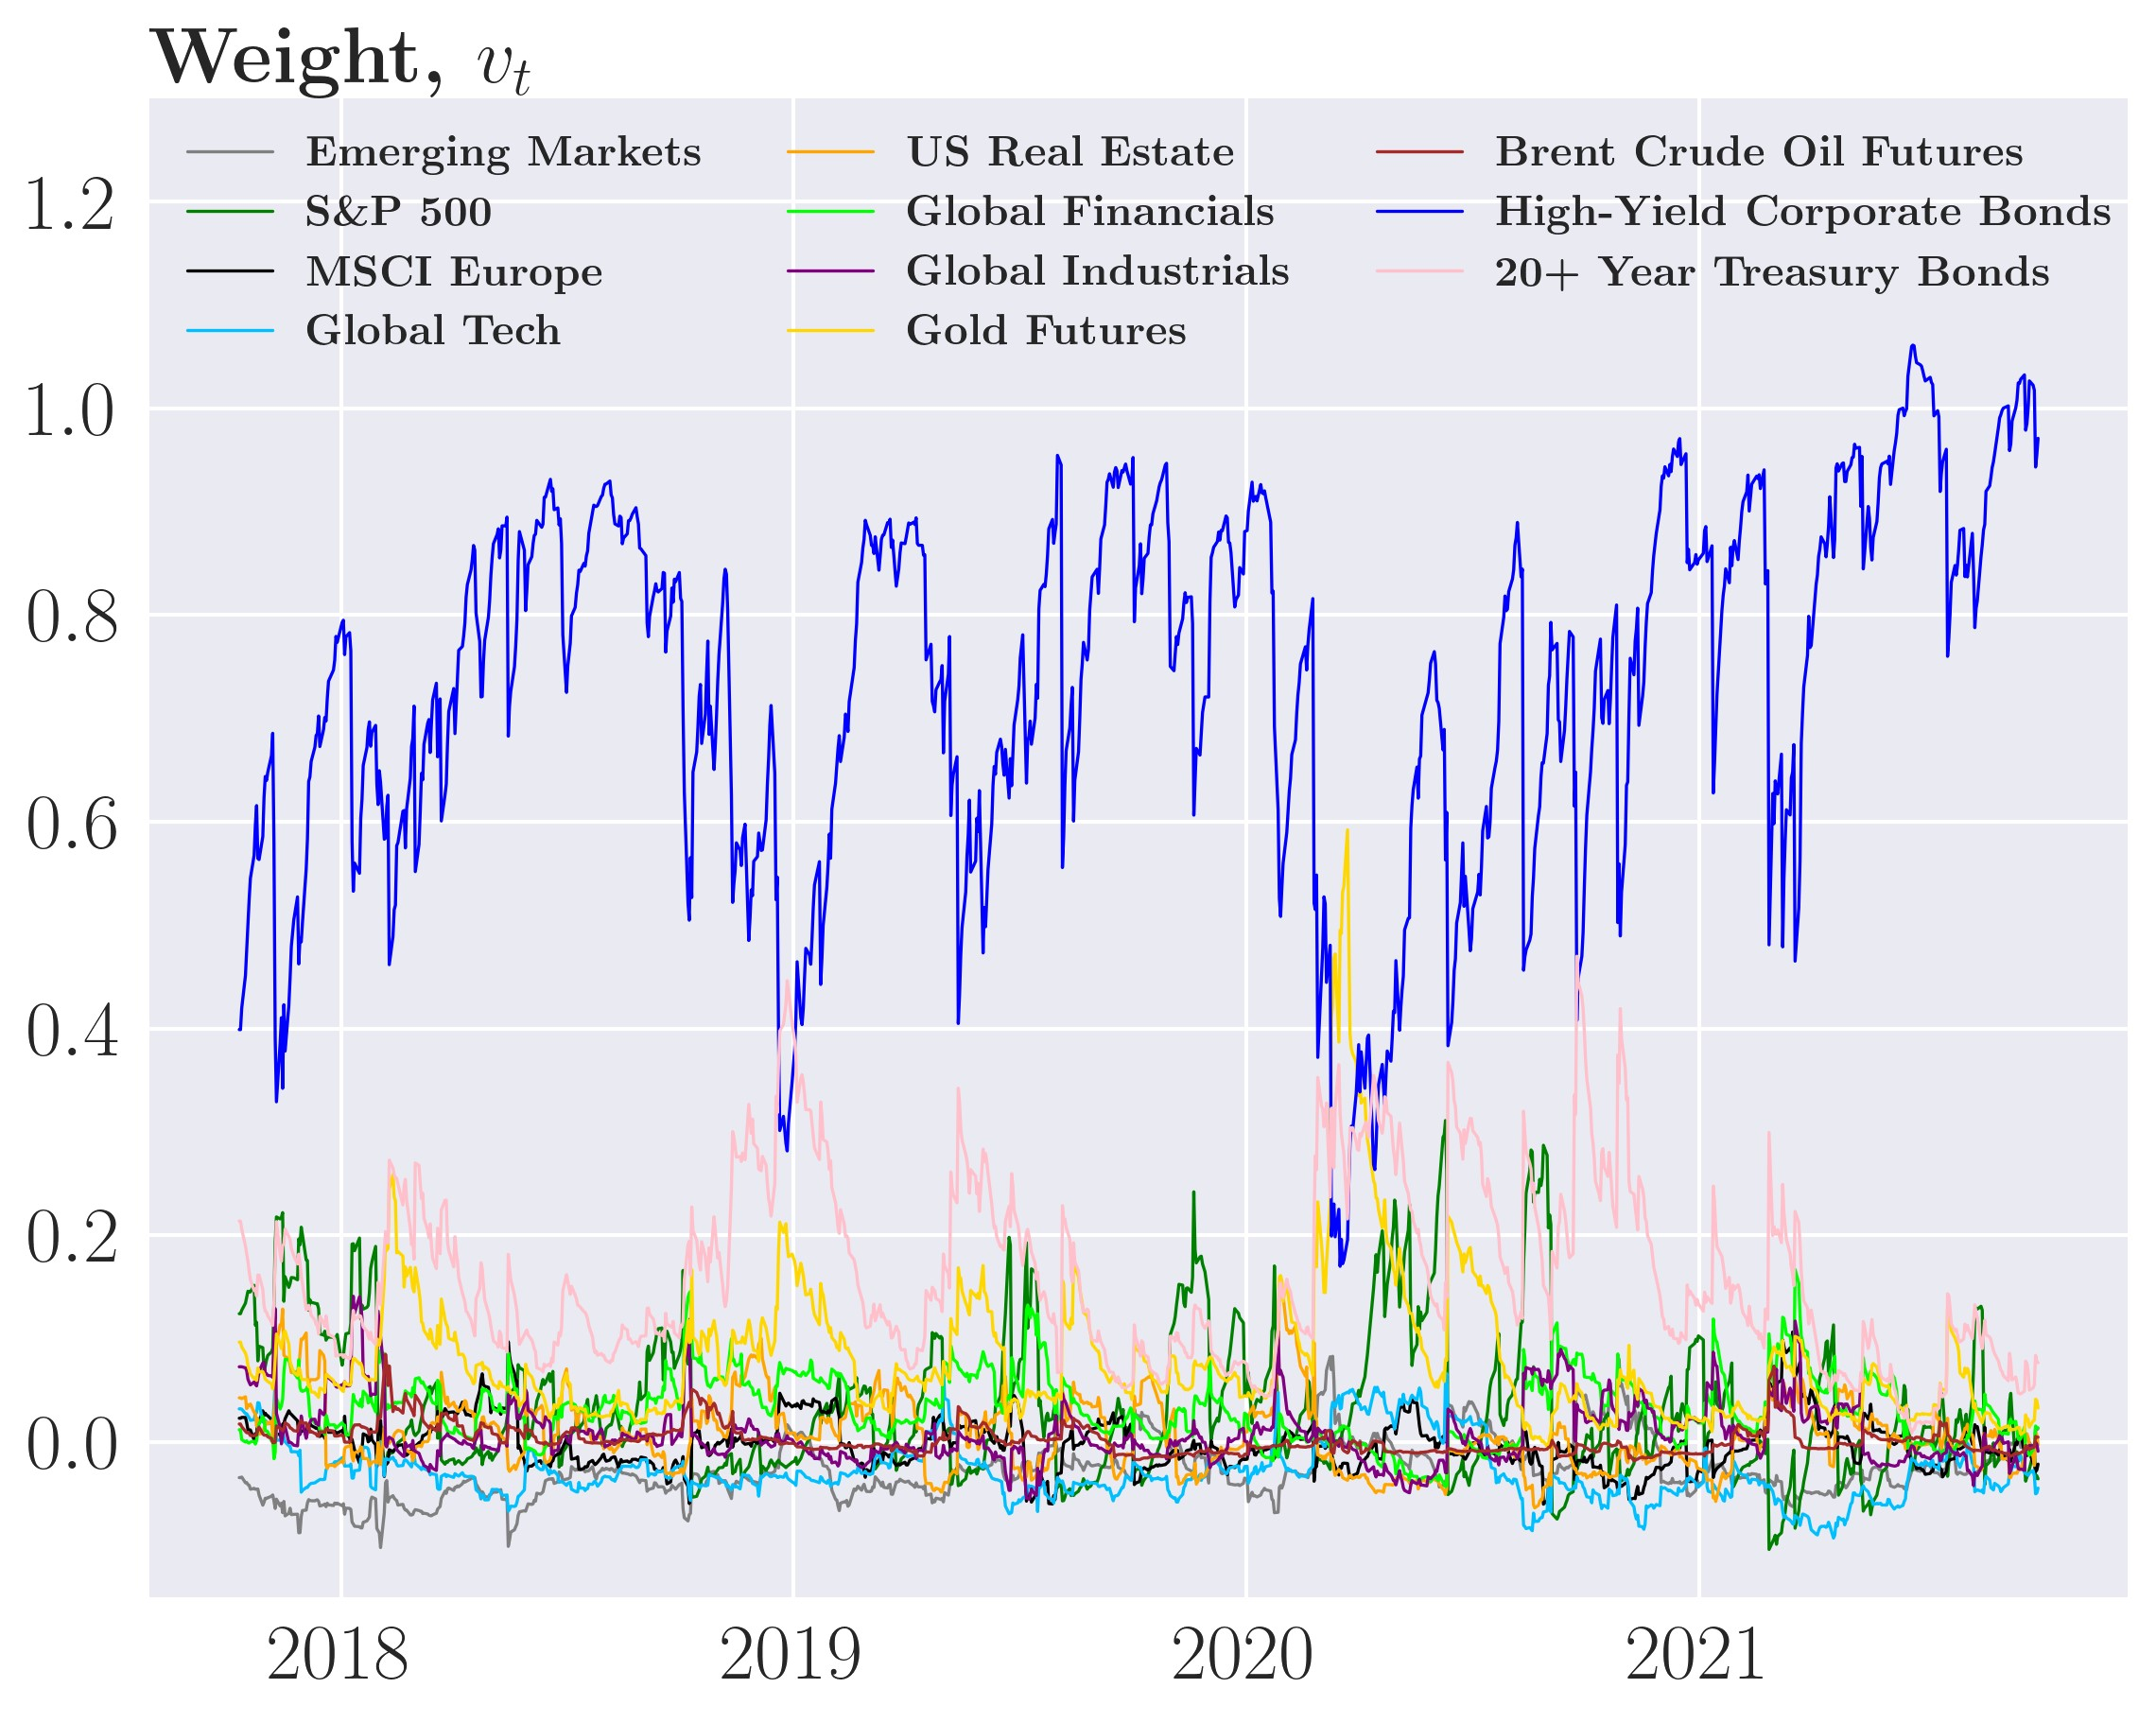 Weight, vt
Emerging Markets
S&P 500
MSCI Europe
Global Tech
US Real Estate
Global Financials
Global Industrials
Gold Futures
Brent Crude Oil Futures
High-Yield Corporate Bonds
20+ Year Treasury Bonds
1.2
1.0
0.8
0.6
0.4
0.2
0.0
2018 2019 2020 2021